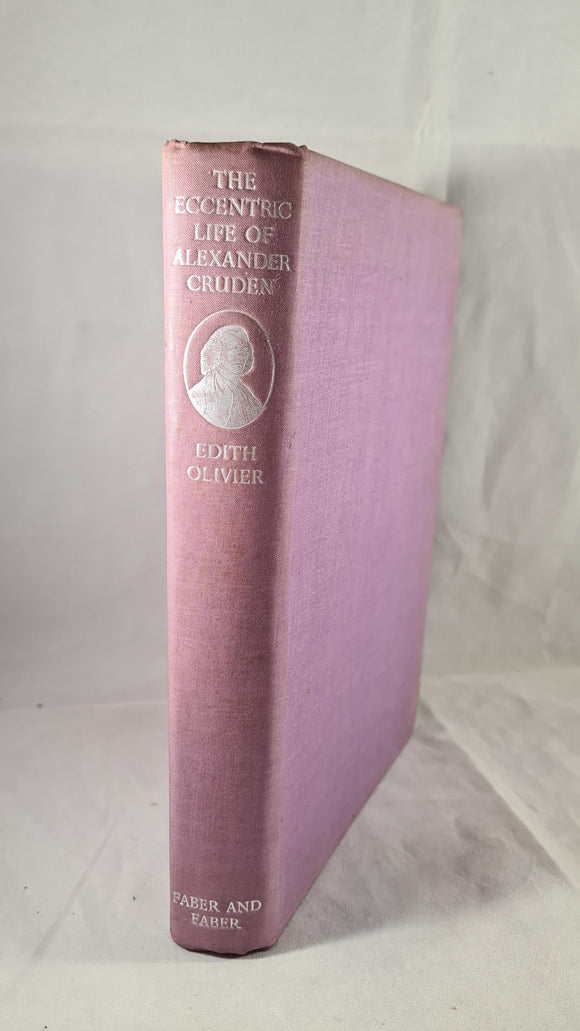 THE
ECCENTRIC
LIFE OF
ALEXANDER
CRUDEN
EDITH
OLIVIER
FABER AND
FABER